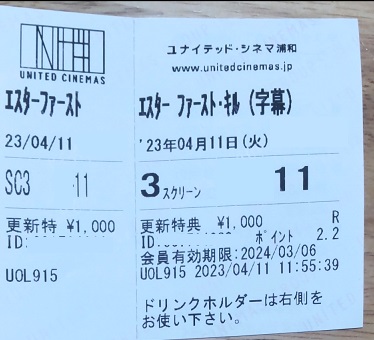 UNITED CINEMAS
エスターファースト
23/04/11
SC3 11
更新特 ¥1,000
ID:
UOL915
ユナイテッド・シネマ浦和
www.unitedcinemas.jp
エスター ファースト・キル (字幕)
'23年04月11日(火)
3スクリーン 11
更新特典 ¥1,000 R
ID: ポイント 2.2
会員有効期限:2024/03/06
UOL915 2023/04/11 11:55:39
ドリンクホルダーは右側を
お使い下さい。